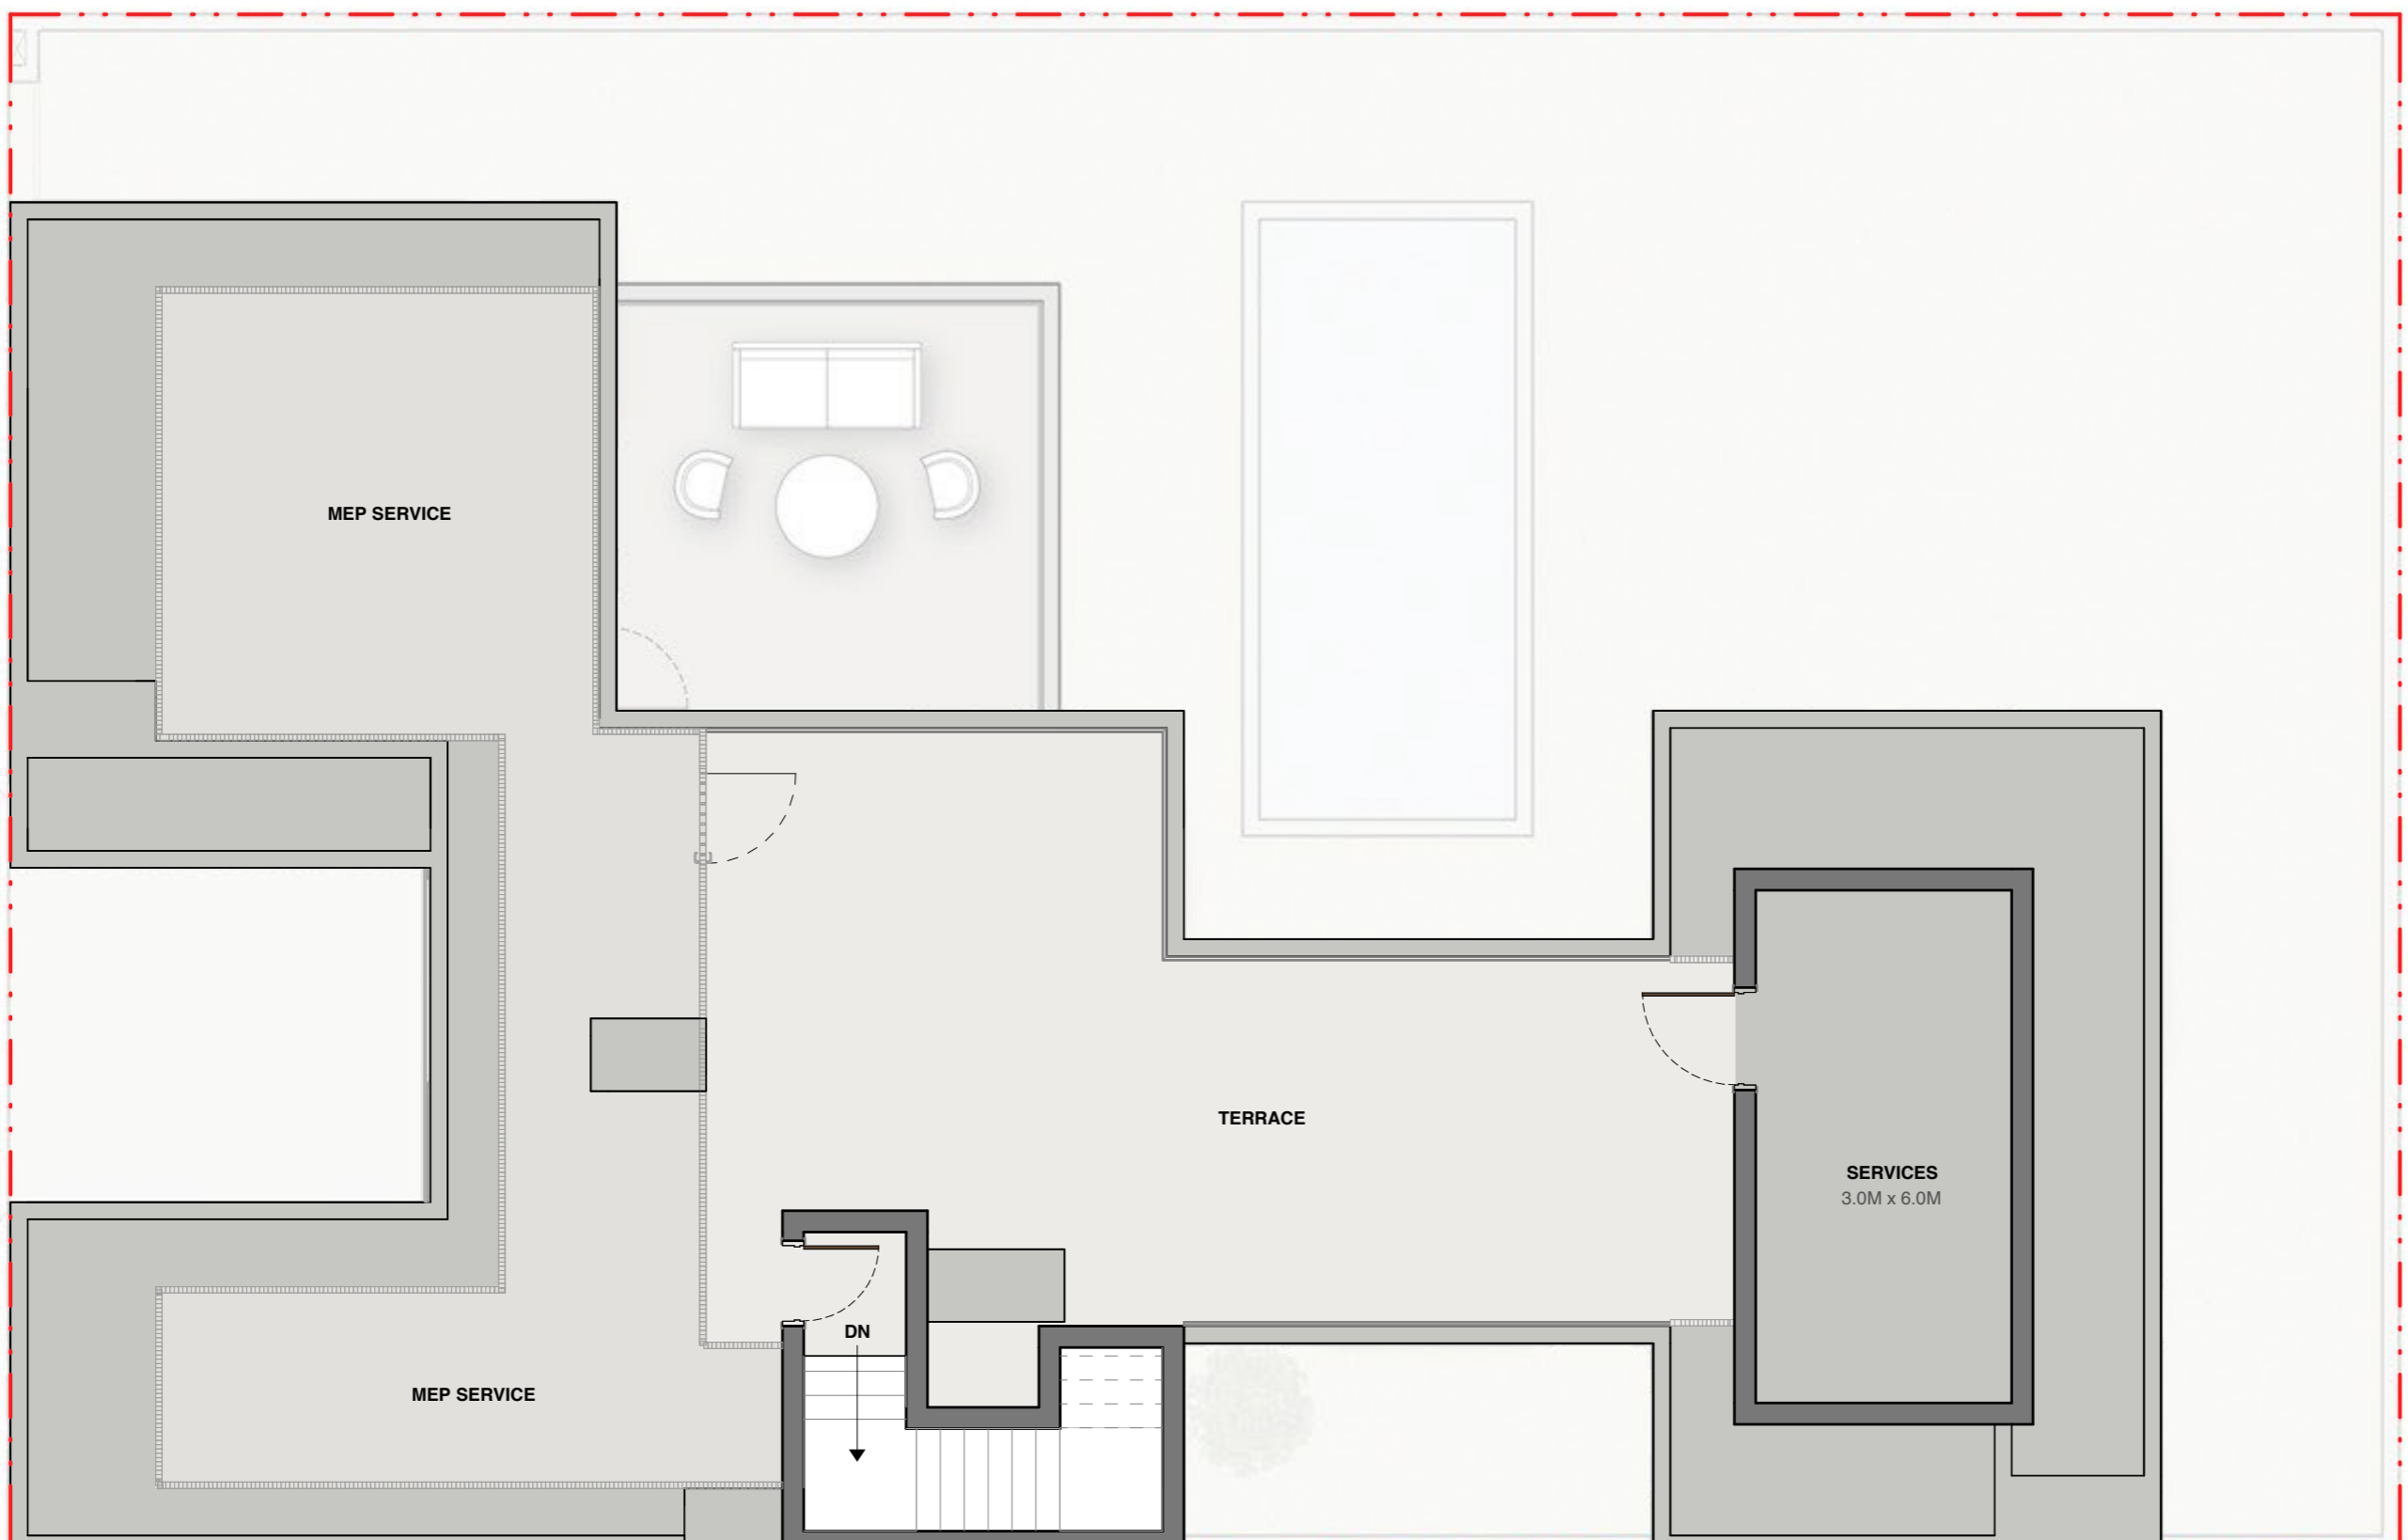 MEP SERVICE
TERRACE
SERVICES
3.0M x 6.0M
DN
MEP SERVICE